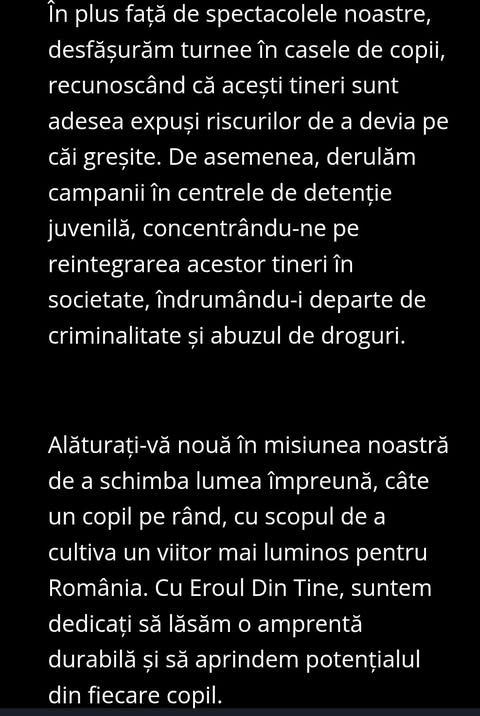 În plus față de spectacolele noastre,
desfășurăm turnee în casele de copii,
recunoscând că acești tineri sunt
adesea expuși riscurilor de a devia pe
căi greșite. De asemenea, derulăm
campanii în centrele de detenție
juvenilă, concentrându-ne pe
reintegrarea acestor tineri în
societate, îndrumându-i departe de
criminalitate și abuzul de droguri.
Alăturați-vă nouă în misiunea noastră
de a schimba lumea împreună, câte
un copil pe rând, cu scopul de a
cultiva un viitor mai luminos pentru
România. Cu Eroul Din Tine, suntem
dedicați să lăsăm o amprentă
durabilă și să aprindem potențialul
din fiecare copil.